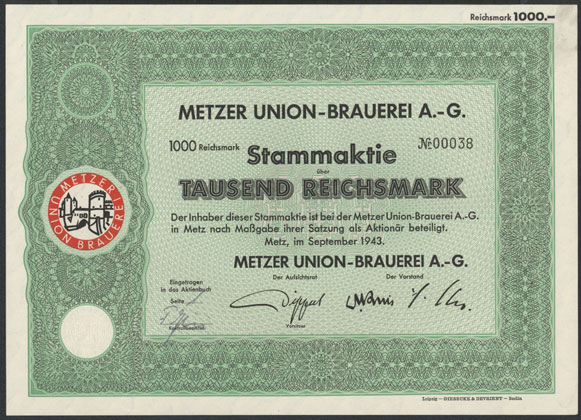 Reichsmark 1000.–
METZER UNION-BRAUEREI A.-G.
1000 Reichsmark
№ 00038
Stammaktie
über
TAUSEND REICHSMARK
Der Inhaber dieser Stammaktie ist bei der Metzer Union-Brauerei A.-G.
in Metz nach Maßgabe ihrer Satzung als Aktionär beteiligt.
Metz, im September 1943.
METZER UNION-BRAUEREI A.-G.
METZER
UNION BRAUEREI
Der Aufsichtsrat
Der Vorstand
Eingetragen
in das Aktienbuch
Seite
Vorsitzer
Leipzig – GIESECKE & DEVRIENT – Berlin